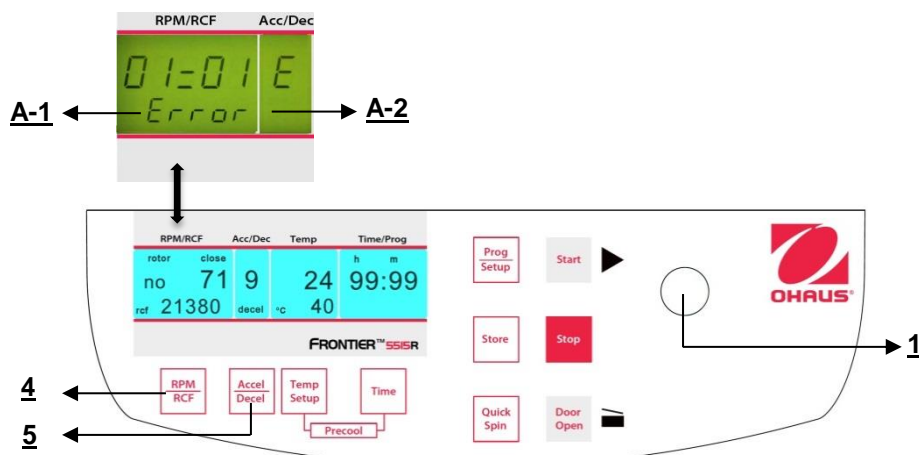 RPM/RCF Acc/Dec
01=01 E
Error
A-1
A-2
RPM/RCF Acc/Dec Temp Time/Prog
rotor close h m
no 71 9 24 99:99
rcf 21380 decel °C 40
FRONTIER™ 5515R
RPM
RCF
Accel
Decel
Temp
Setup
Time
Precool
4
5
Prog
Setup
Start
Store
Stop
Quick
Spin
Door
Open
OHAUS®
1